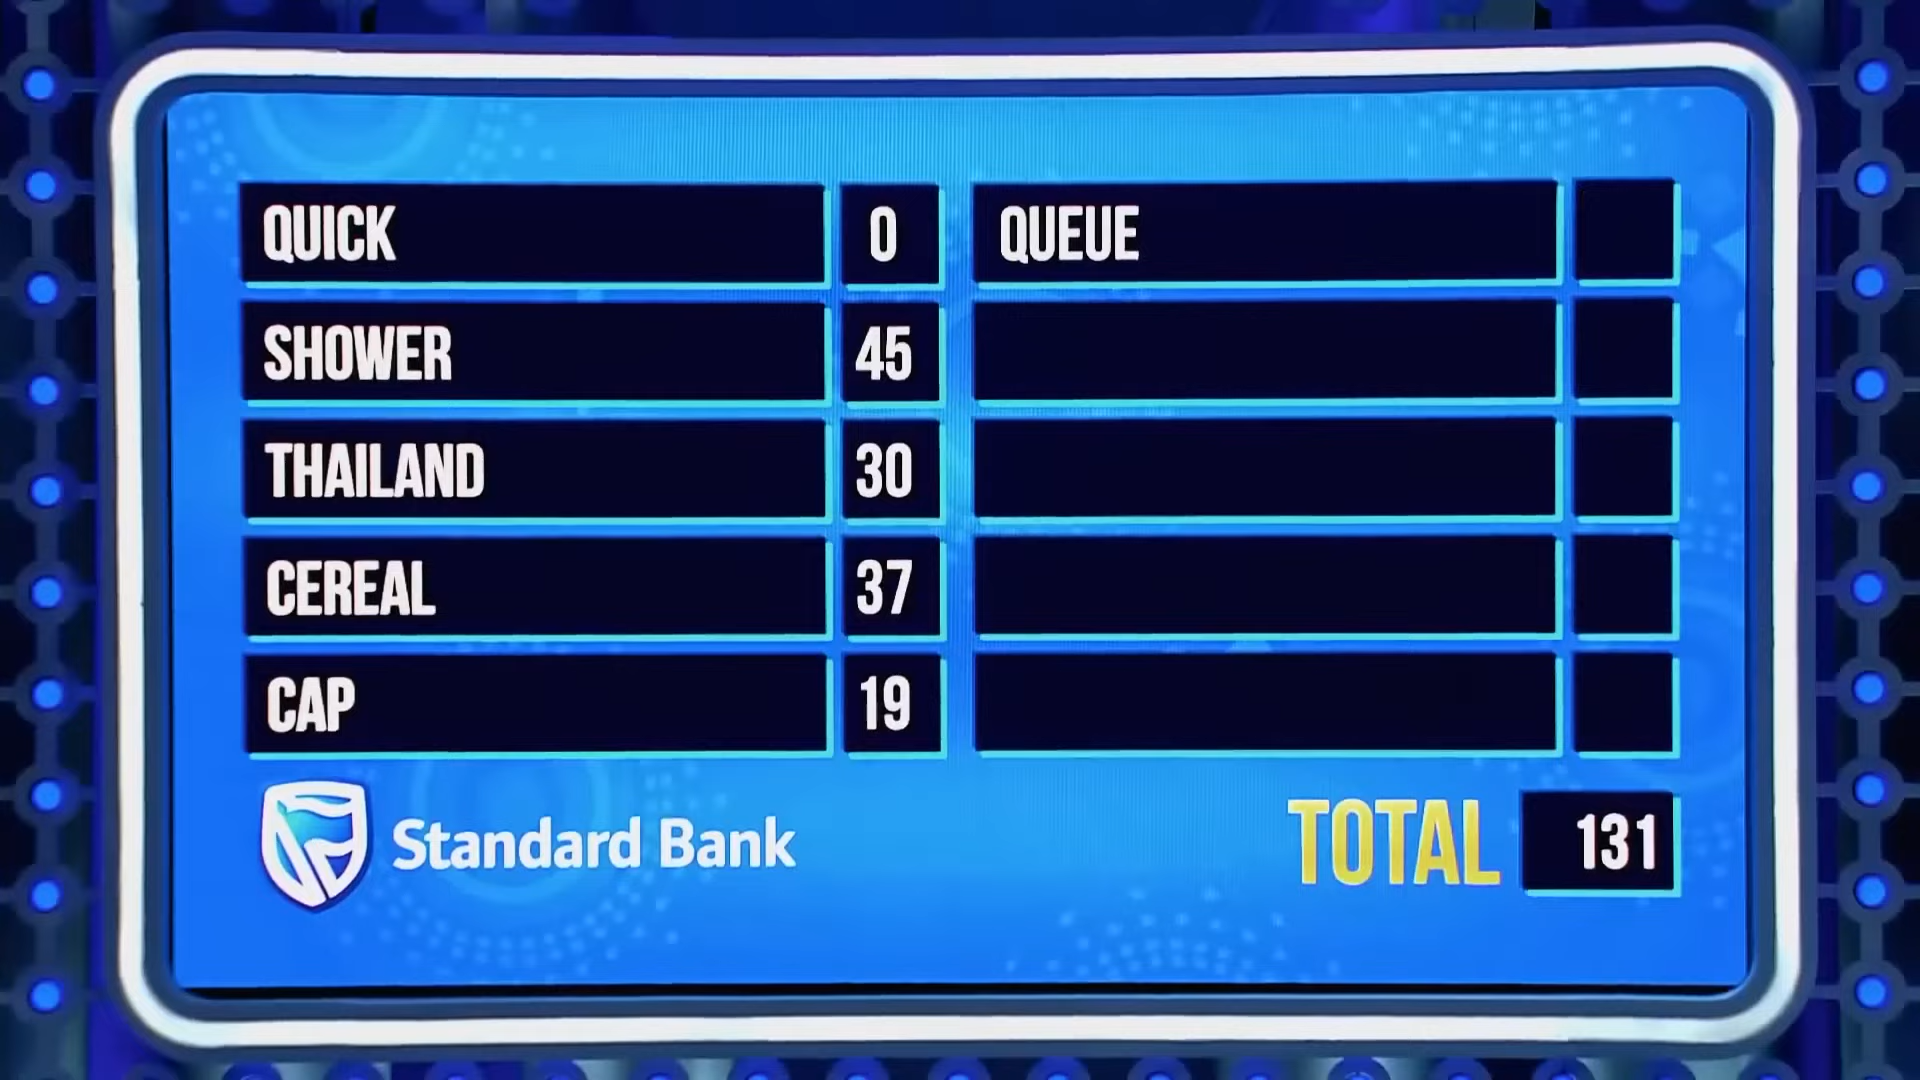 QUICK 0 QUEUE
SHOWER 45
THAILAND 30
CEREAL 37
CAP 19
Standard Bank TOTAL 131